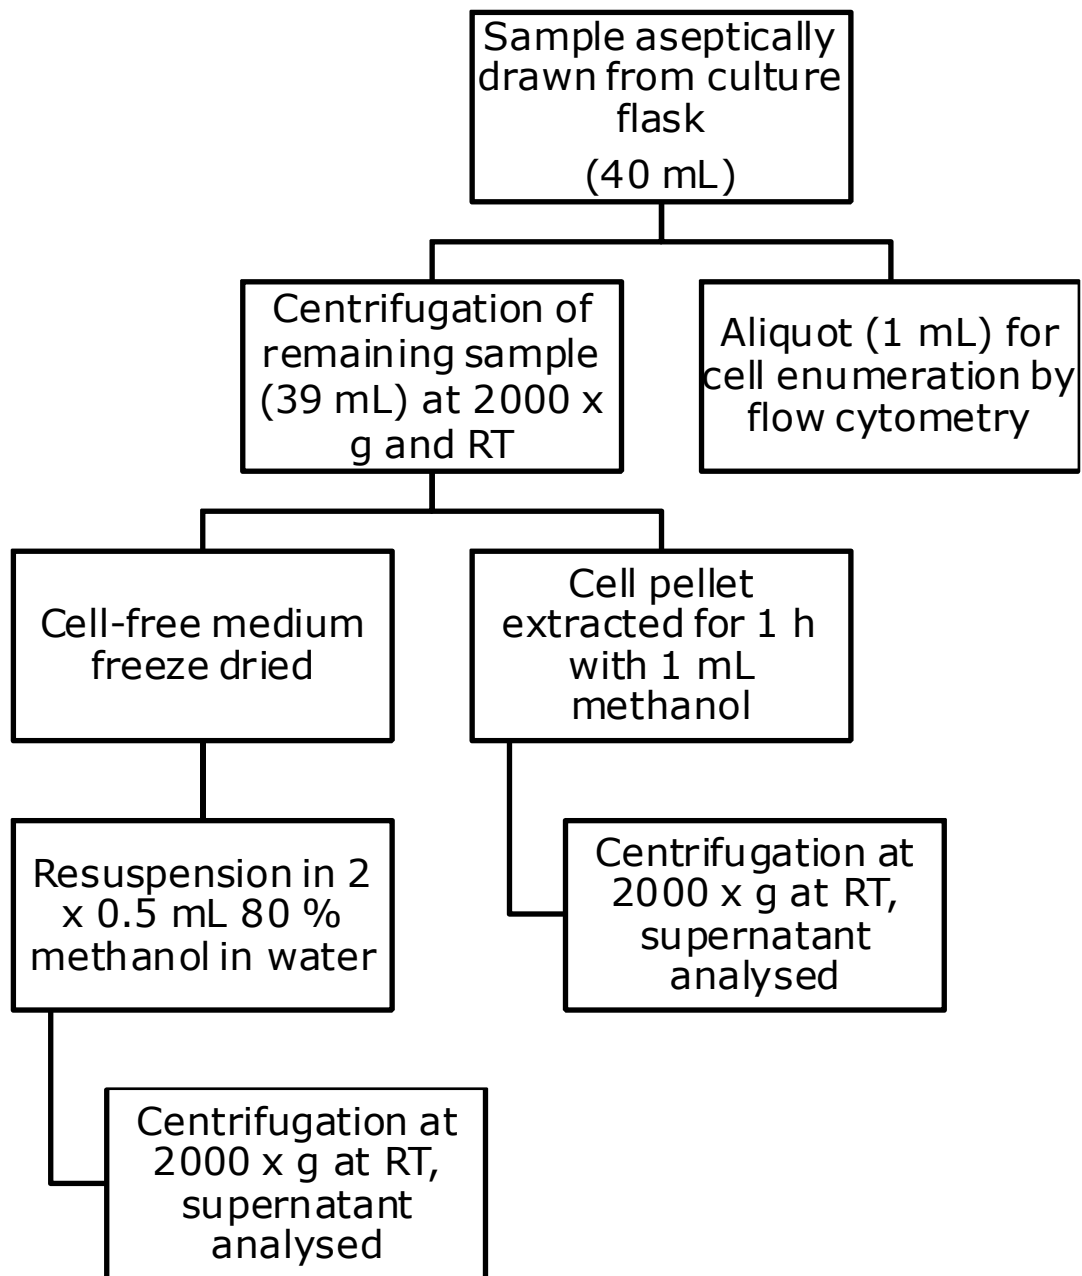 Sample aseptically
drawn from culture
flask
(40 mL)
Centrifugation of
remaining sample
(39 mL) at 2000 x
g and RT
Aliquot (1 mL) for
cell enumeration by
flow cytometry
Cell-free medium
freeze dried
Cell pellet
extracted for 1 h
with 1 mL
methanol
Resuspension in 2
x 0.5 mL 80 %
methanol in water
Centrifugation at
2000 x g at RT,
supernatant
analysed
Centrifugation at
2000 x g at RT,
supernatant
analysed